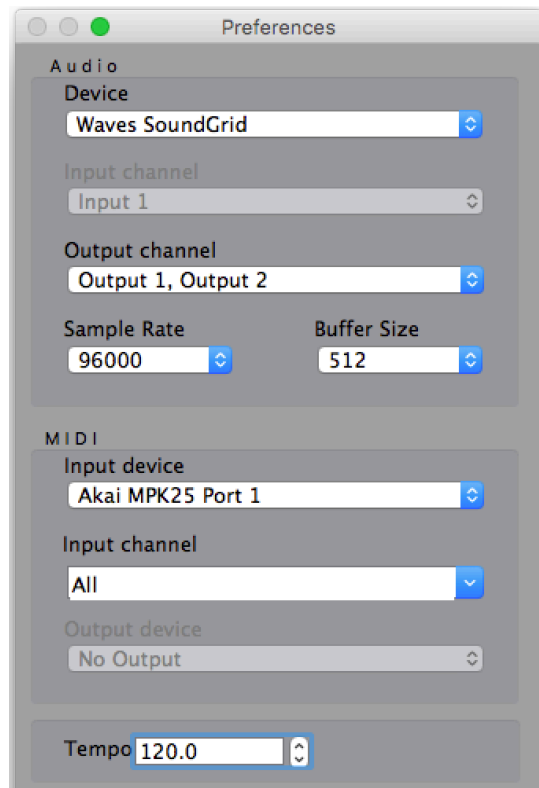 Preferences
Audio
Device
Waves SoundGrid
Input channel
Input 1
Output channel
Output 1, Output 2
Sample Rate Buffer Size
96000 512
MIDI
Input device
Akai MPK25 Port 1
Input channel
All
Output device
No Output
Tempo 120.0